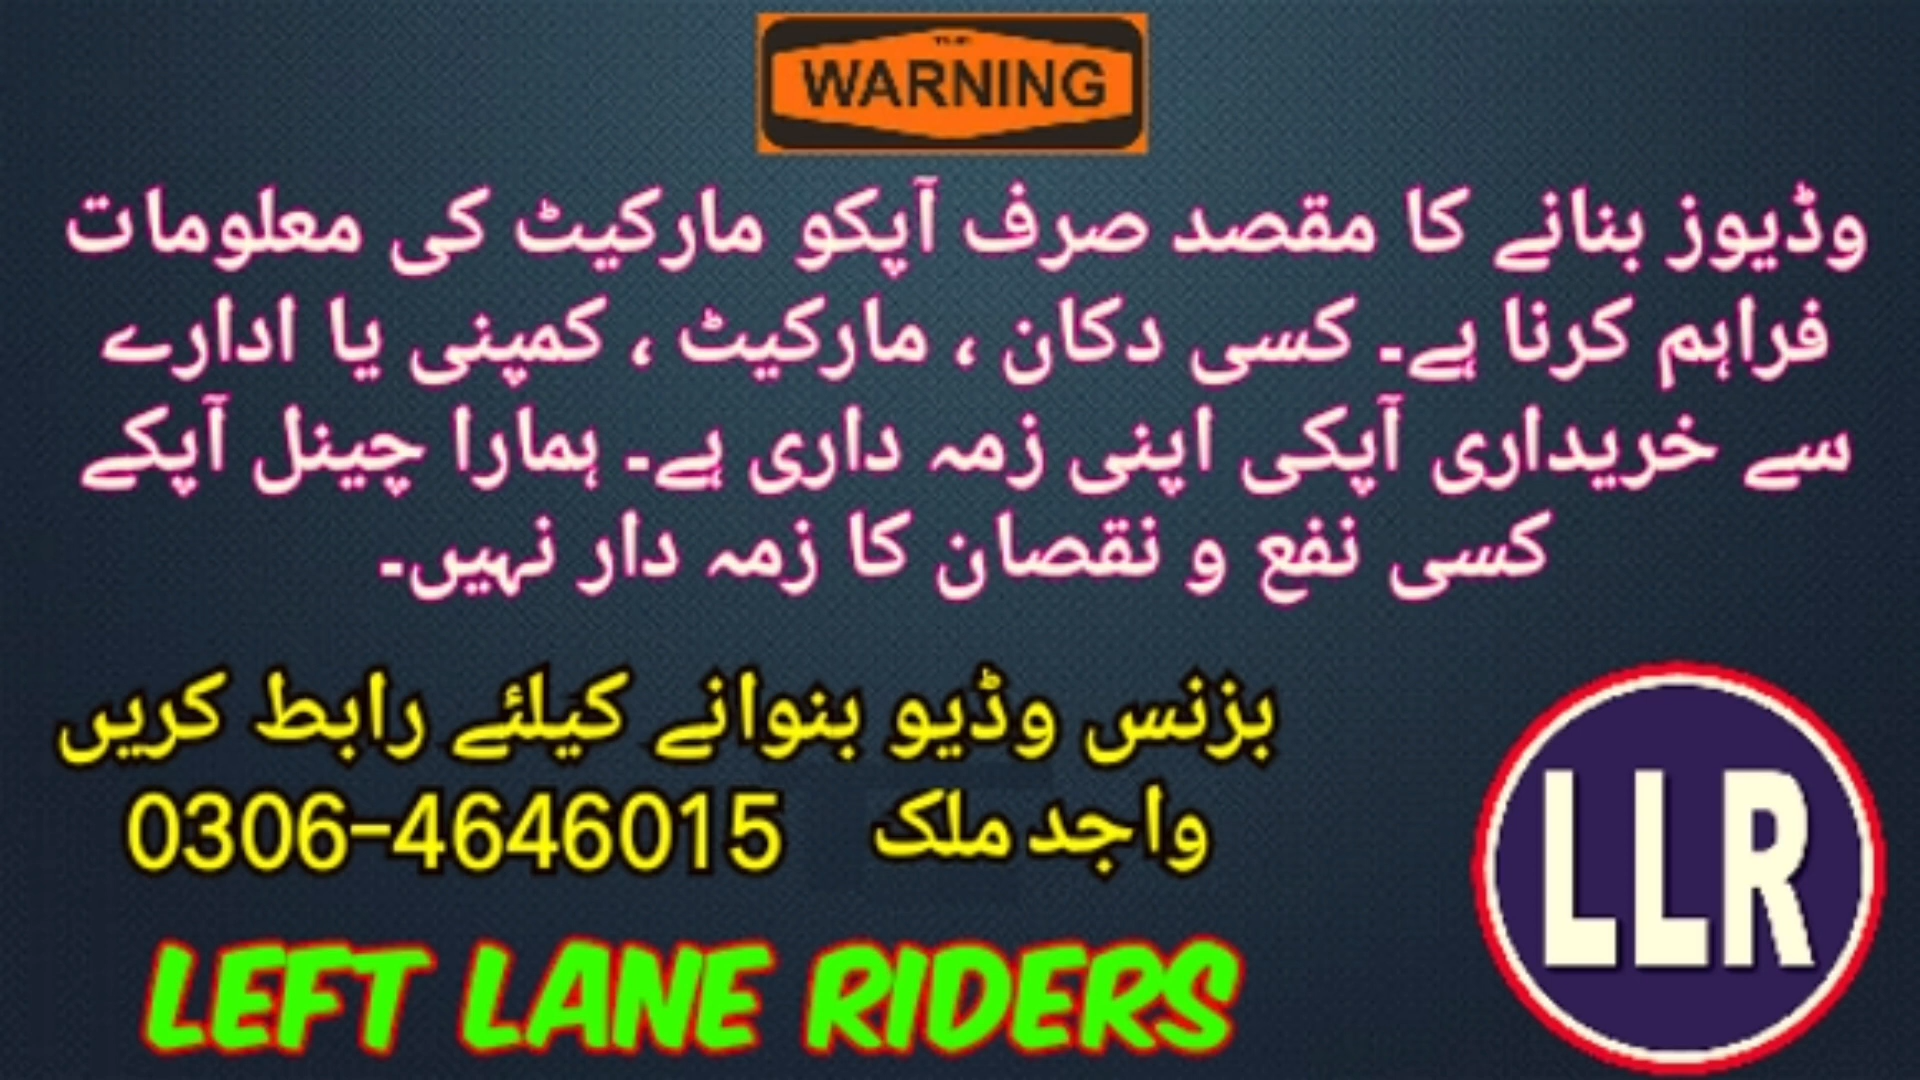 WARNING
وڈیوز بنانے کا مقصد صرف آپکو مارکیٹ کی معلومات
فراہم کرنا ہے۔ کسی دکان ، مارکیٹ ، کمپنی یا ادارے
سے خریداری آپکی اپنی زمہ داری ہے۔ ہمارا چینل آپکے
کسی نفع و نقصان کا زمہ دار نہیں۔
بزنس وڈیو بنوانے کیلئے رابط کریں
واجد ملک 0306-4646015
LEFT LANE RIDERS
LLR